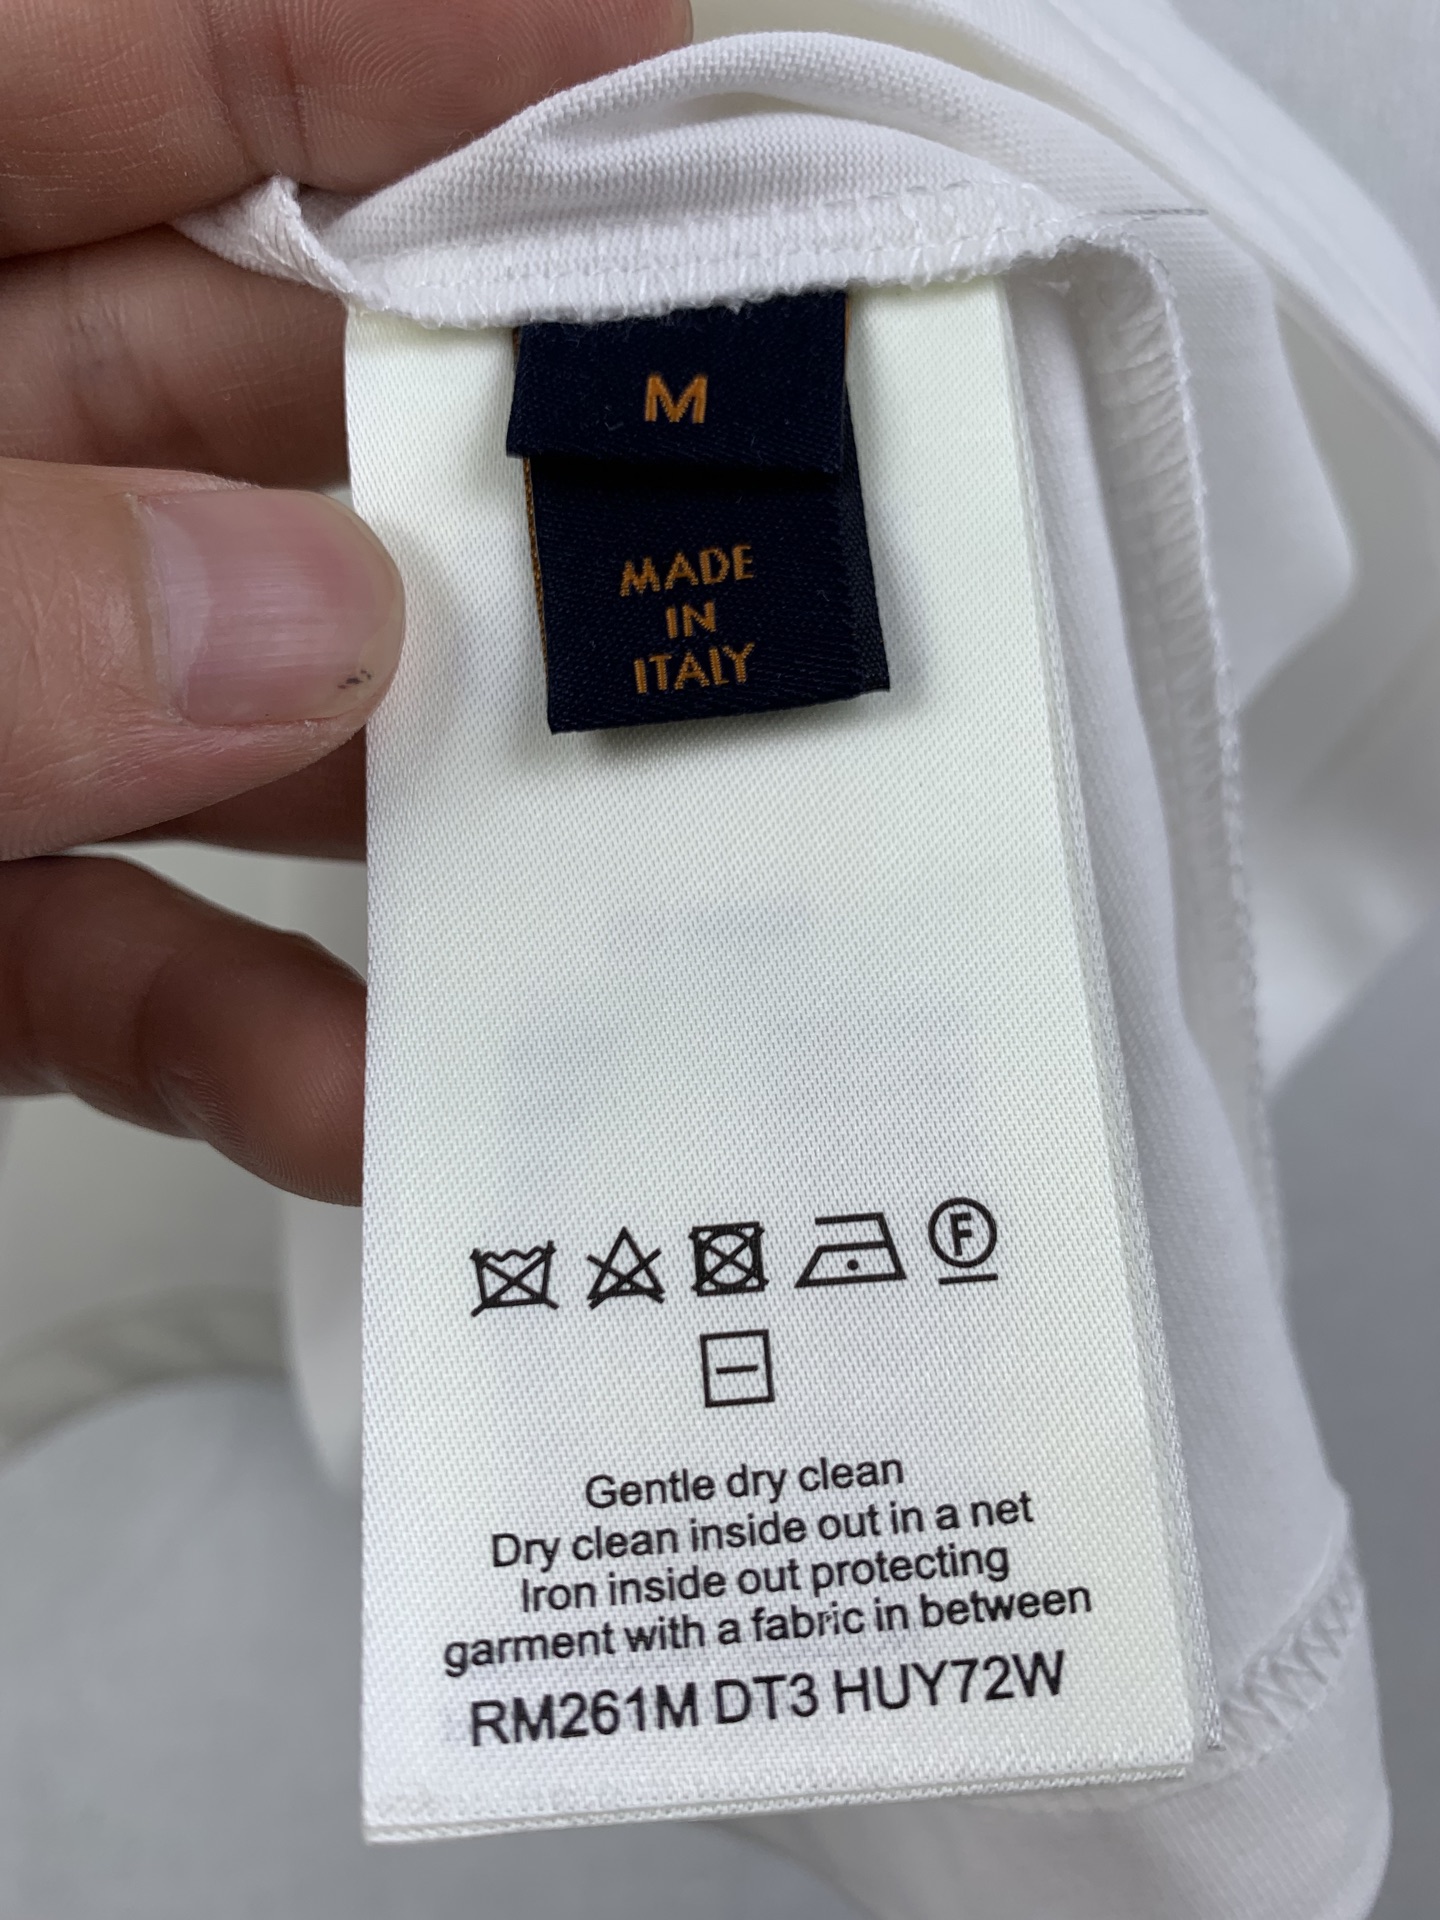 M
MADE
IN
ITALY
F
Gentle dry clean
Dry clean inside out in a net
Iron inside out protecting
garment with a fabric in between
RM261M DT3 HUY72W